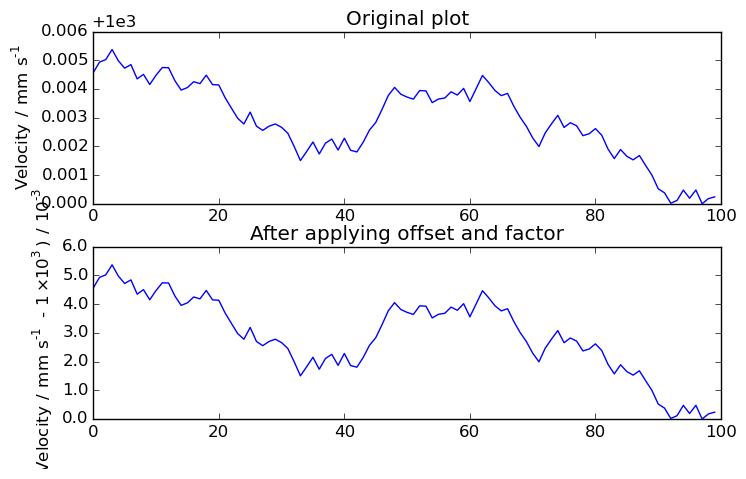 +1e3
Original plot
0.006
0.005
0.004
0.003
0.002
0.001
0.000
Velocity / mm s⁻¹
0 20 40 60 80 100
After applying offset and factor
6.0
5.0
4.0
3.0
2.0
1.0
0.0
Velocity / mm s⁻¹ - 1 ×10³ ) / 10⁻³
0 20 40 60 80 100